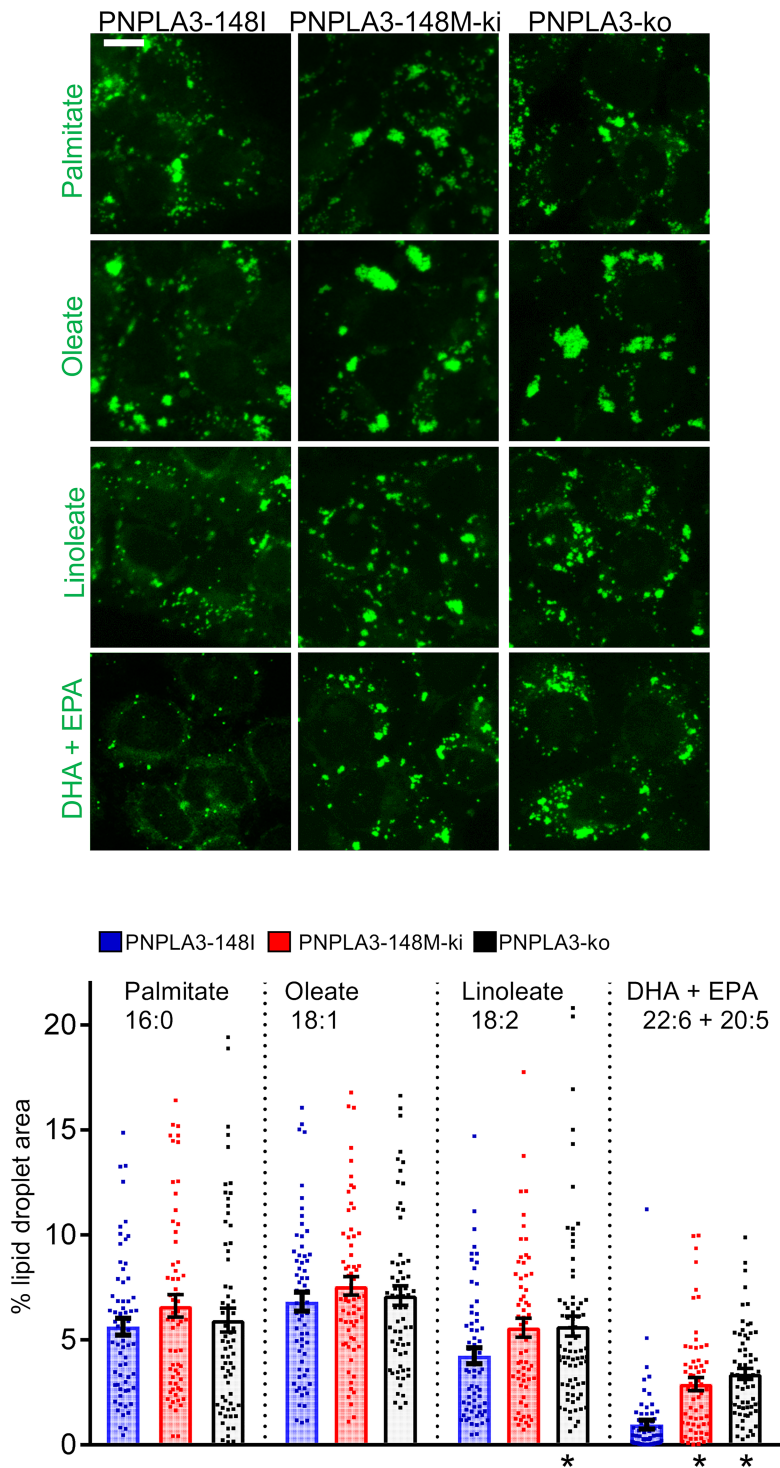 PNPLA3-148I PNPLA3-148M-ki PNPLA3-ko
Palmitate
Oleate
Linoleate
DHA + EPA
PNPLA3-148I PNPLA3-148M-ki PNPLA3-ko
Palmitate Oleate Linoleate DHA + EPA
16:0 18:1 18:2 22:6 + 20:5
% lipid droplet area
20
15
10
5
0
* * *